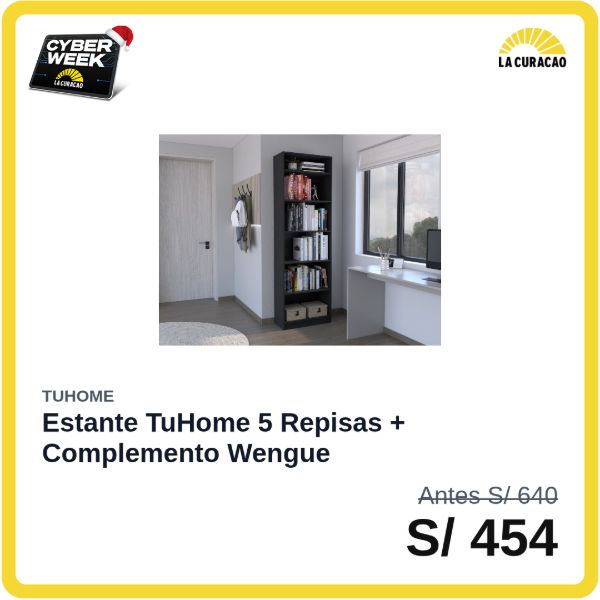 CYBER
WEEK
LA CURACAO
LA CURACAO
TUHOME
Estante TuHome 5 Repisas +
Complemento Wengue
Antes S/ 640
S/ 454